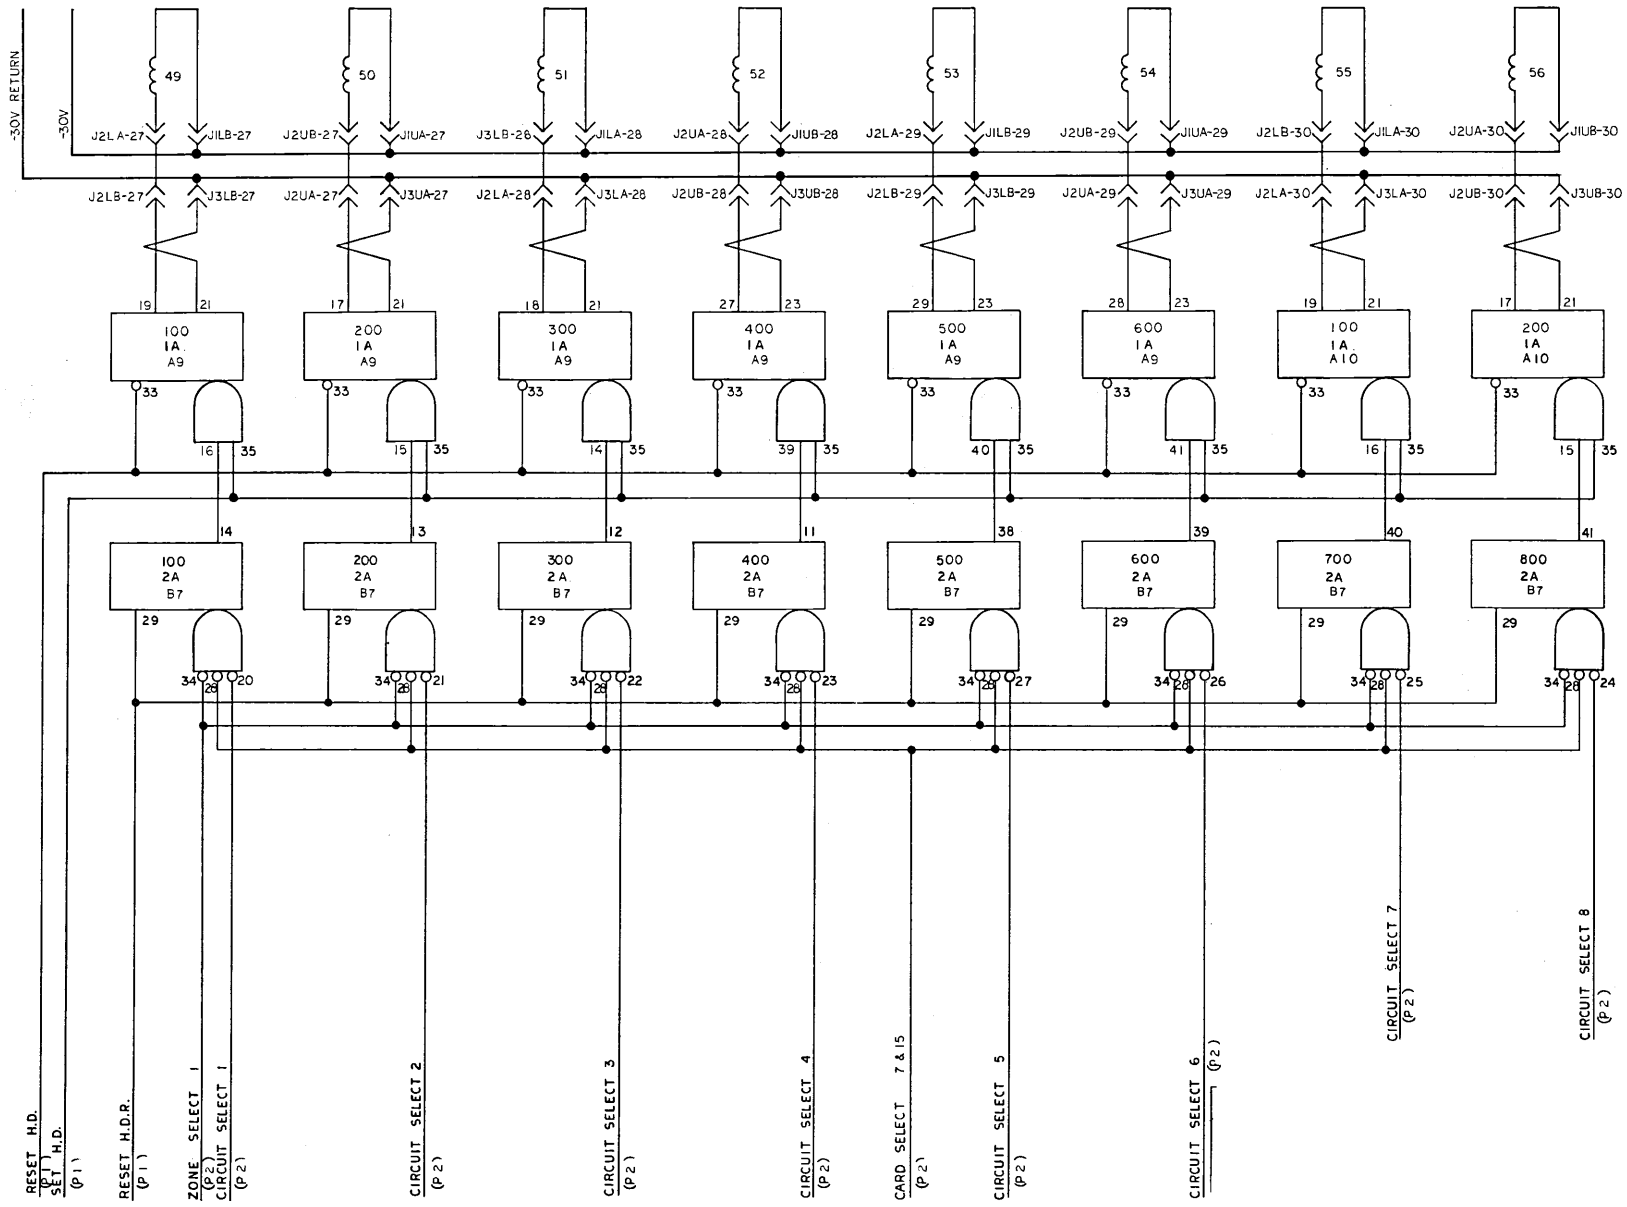 -30V RETURN
-30V
49 50 51 52 53 54 55 56
J2LA-27 J1LB-27 J2UB-27 J1UA-27 J3LB-28 J1LA-28 J2UA-28 J1UB-28 J2LA-29 J1LB-29 J2UB-29 J1UA-29 J2LB-30 J1LA-30 J2UA-30 J1UB-30
J2LB-27 J3LB-27 J2UA-27 J3UA-27 J2LA-28 J3LA-28 J2UB-28 J3UB-28 J2LB-29 J3LB-29 J2UA-29 J3UA-29 J2LA-30 J3LA-30 J2UB-30 J3UB-30
19 21 17 21 18 21 27 23 29 23 28 23 19 21 17 21
100 200 300 400 500 600 100 200
1A. 1A 1A 1A 1A 1A 1A. 1A
A9 A9 A9 A9 A9 A9 A10 A10
33 33 33 33 33 33 33 33
16 35 15 35 14 35 39 35 40 35 41 35 16 35 15 35
14 13 12 11 38 39 40 41
100 200 300 400 500 600 700 800
2A 2A 2A. 2A 2A 2A 2A 2A
B7 B7 B7 B7 B7 B7 B7 B7
29 29 29 29 29 29 29 29
34 28 20 34 28 21 34 28 22 34 28 23 34 28 27 34 28 26 34 28 25 34 28 24
RESET H.D.
(P1)
SET H.D.
(P1)
RESET H.D.R.
(P1)
ZONE SELECT 1
(P2)
CIRCUIT SELECT 1
(P2)
CIRCUIT SELECT 2
(P2)
CIRCUIT SELECT 3
(P2)
CIRCUIT SELECT 4
(P2)
CARD SELECT 7 & 15
(P2)
CIRCUIT SELECT 5
(P2)
CIRCUIT SELECT 6
(P2)
CIRCUIT SELECT 7
(P2)
CIRCUIT SELECT 8
(P2)